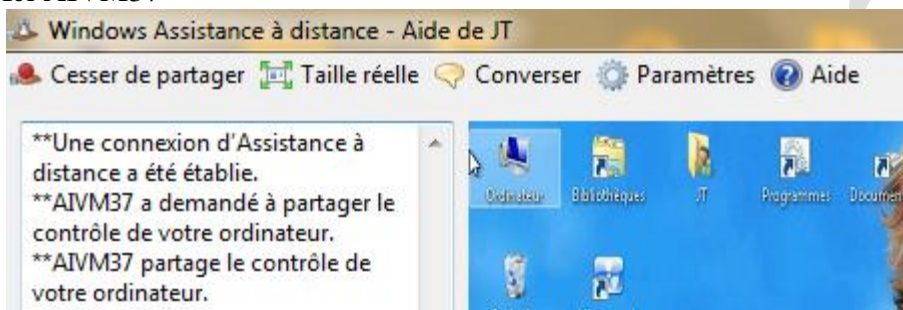 Windows Assistance à distance - Aide de JT
Cesser de partager Taille réelle Converser Paramètres Aide
**Une connexion d'Assistance à
distance a été établie.
**AIVM37 a demandé à partager le
contrôle de votre ordinateur.
**AIVM37 partage le contrôle de
votre ordinateur.
Ordinateur Bibliothèques JT Programmes Documen